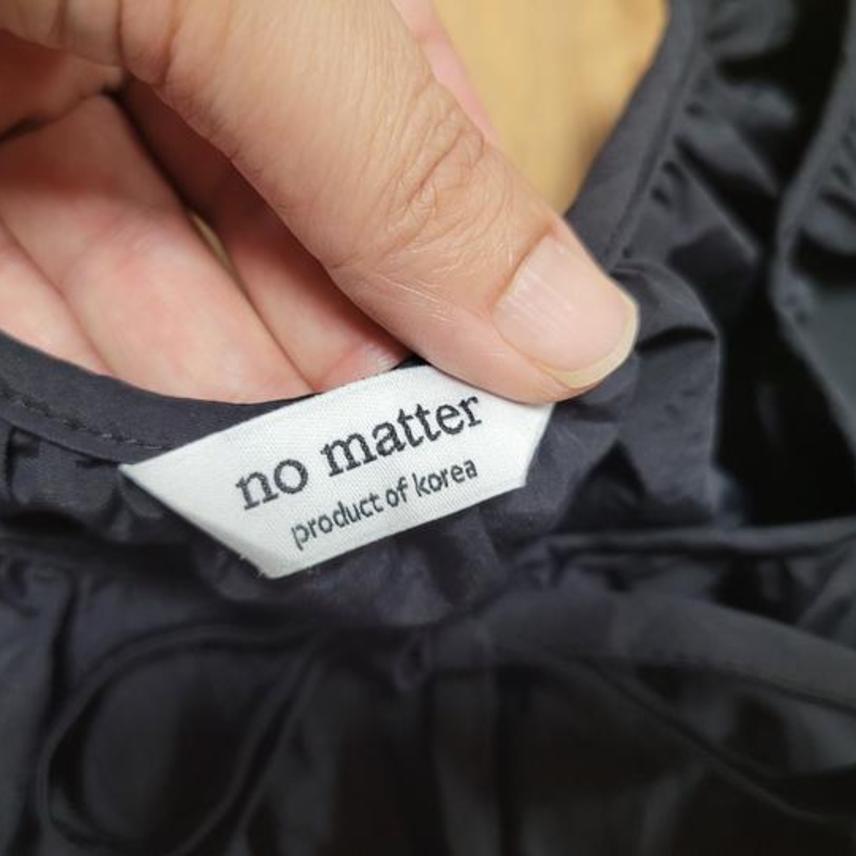 no matter
product of korea